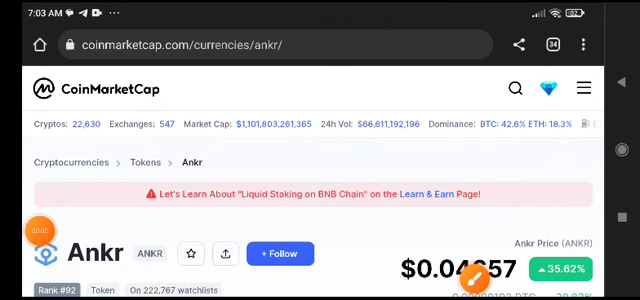 7:03 AM
34
coinmarketcap.com/currencies/ankr/
CoinMarketCap
Cryptos: 22,630 Exchanges: 547 Market Cap: $1,101,803,261,365 24h Vol: $66,611,192,196 Dominance: BTC: 42.6% ETH: 18.3%
Cryptocurrencies > Tokens > Ankr
Let's Learn About "Liquid Staking on BNB Chain" on the Learn & Earn Page!
00:00
Ankr ANKR + Follow
Ankr Price (ANKR)
35.62%
Rank #92 Token On 222,767 watchlists